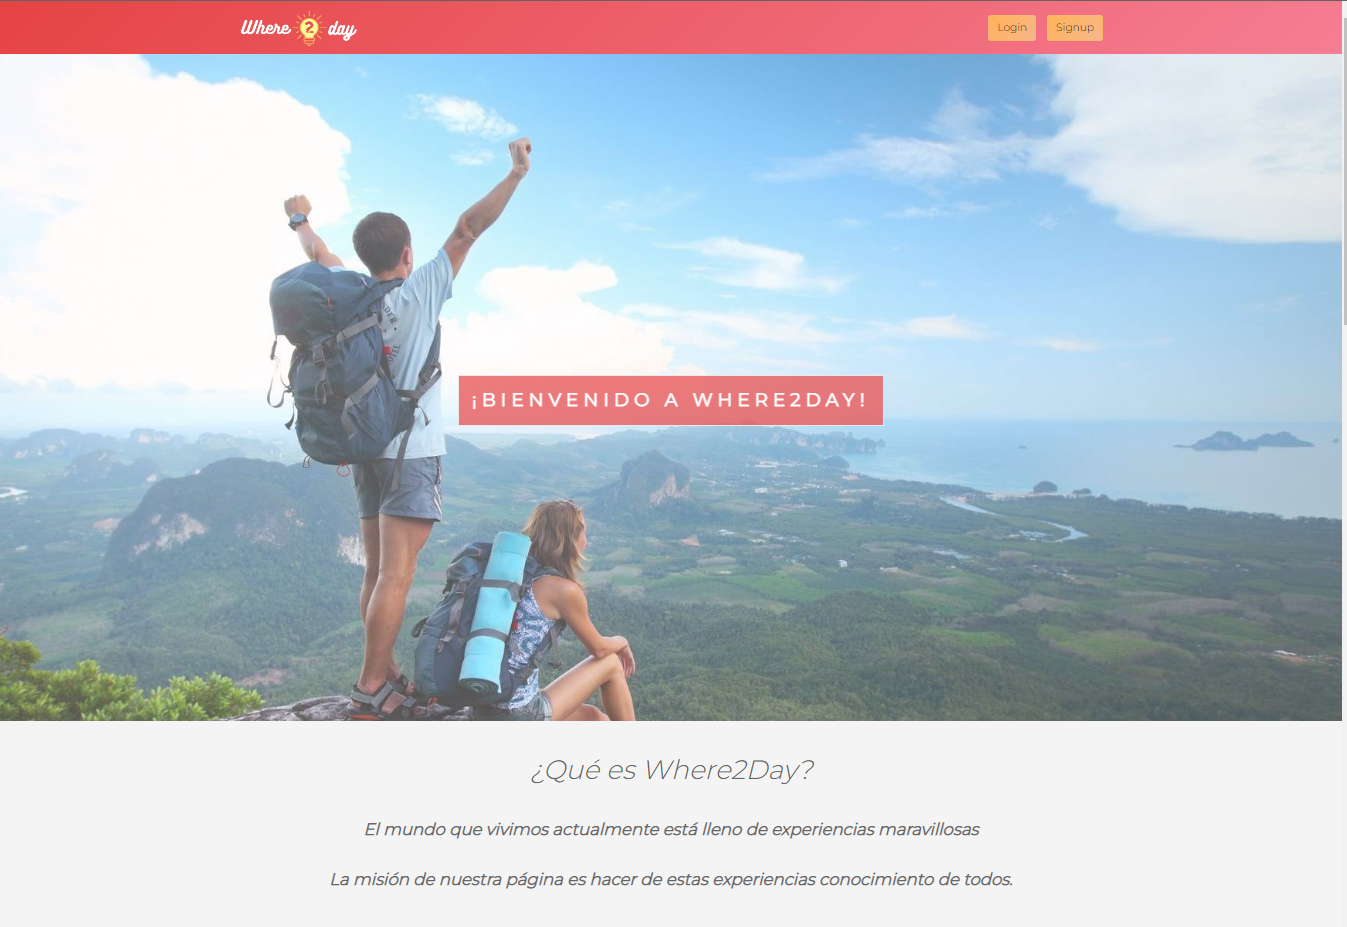 Where 2 day
Login
Signup
¡BIENVENIDO A WHERE2DAY!
¿Qué es Where2Day?
El mundo que vivimos actualmente está lleno de experiencias maravillosas
La misión de nuestra página es hacer de estas experiencias conocimiento de todos.